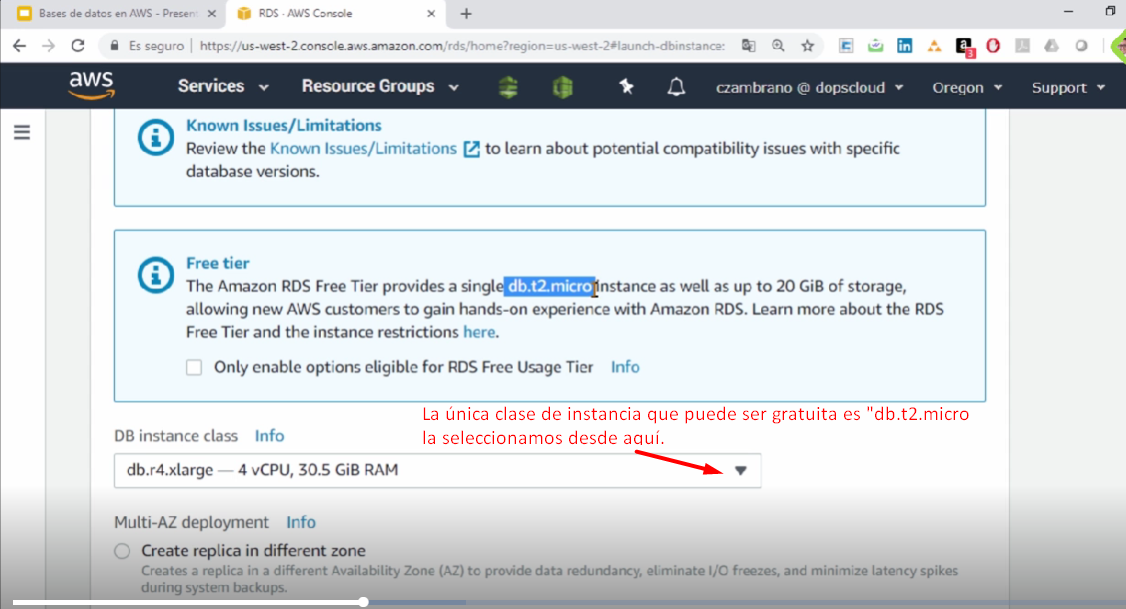 Bases de datos en AWS - Present
RDS - AWS Console
Es seguro
https://us-west-2.console.aws.amazon.com/rds/home?region=us-west-2#launch-dbinstance:
aws
Services
Resource Groups
czambrano @ dopscloud
Oregon
Support
3
Known Issues/Limitations
Review the Known Issues/Limitations to learn about potential compatibility issues with specific
database versions.
Free tier
The Amazon RDS Free Tier provides a single db.t2.micro instance as well as up to 20 GiB of storage,
allowing new AWS customers to gain hands-on experience with Amazon RDS. Learn more about the RDS
Free Tier and the instance restrictions here.
Only enable options eligible for RDS Free Usage Tier Info
La única clase de instancia que puede ser gratuita es "db.t2.micro
la seleccionamos desde aquí.
DB instance class Info
db.r4.xlarge — 4 vCPU, 30.5 GiB RAM
Multi-AZ deployment Info
Create replica in different zone
Creates a replica in a different Availability Zone (AZ) to provide data redundancy, eliminate I/O freezes, and minimize latency spikes
during system backups.